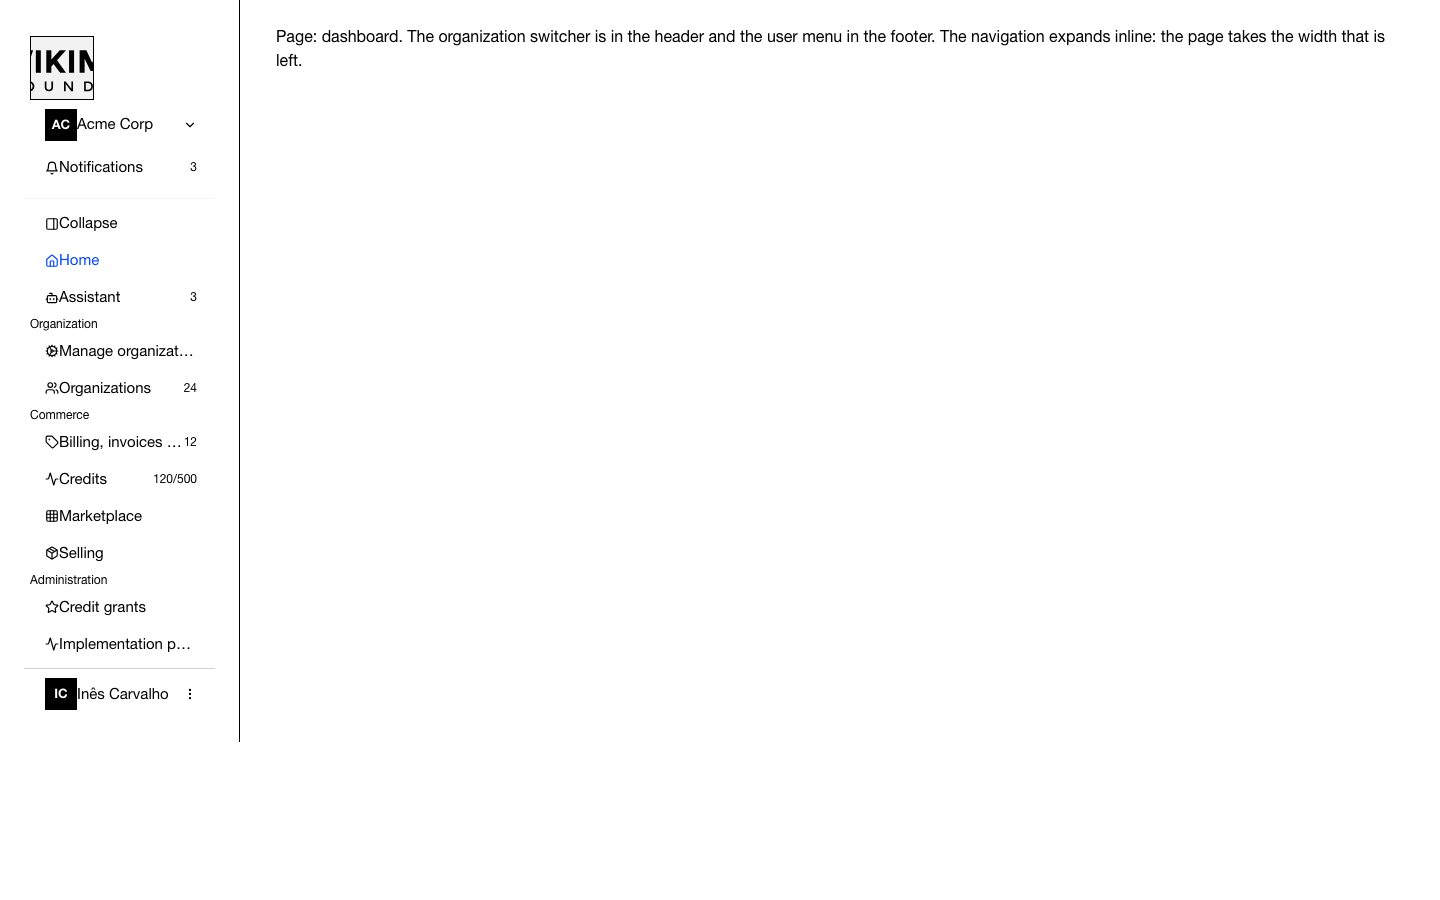 VIKIN
OUND
AC Acme Corp
Notifications 3
Collapse
Home
Assistant 3
Organization
Manage organizat…
Organizations 24
Commerce
Billing, invoices … 12
Credits 120/500
Marketplace
Selling
Administration
Credit grants
Implementation p…
IC Inês Carvalho
Page: dashboard. The organization switcher is in the header and the user menu in the footer. The navigation expands inline: the page takes the width that is
left.